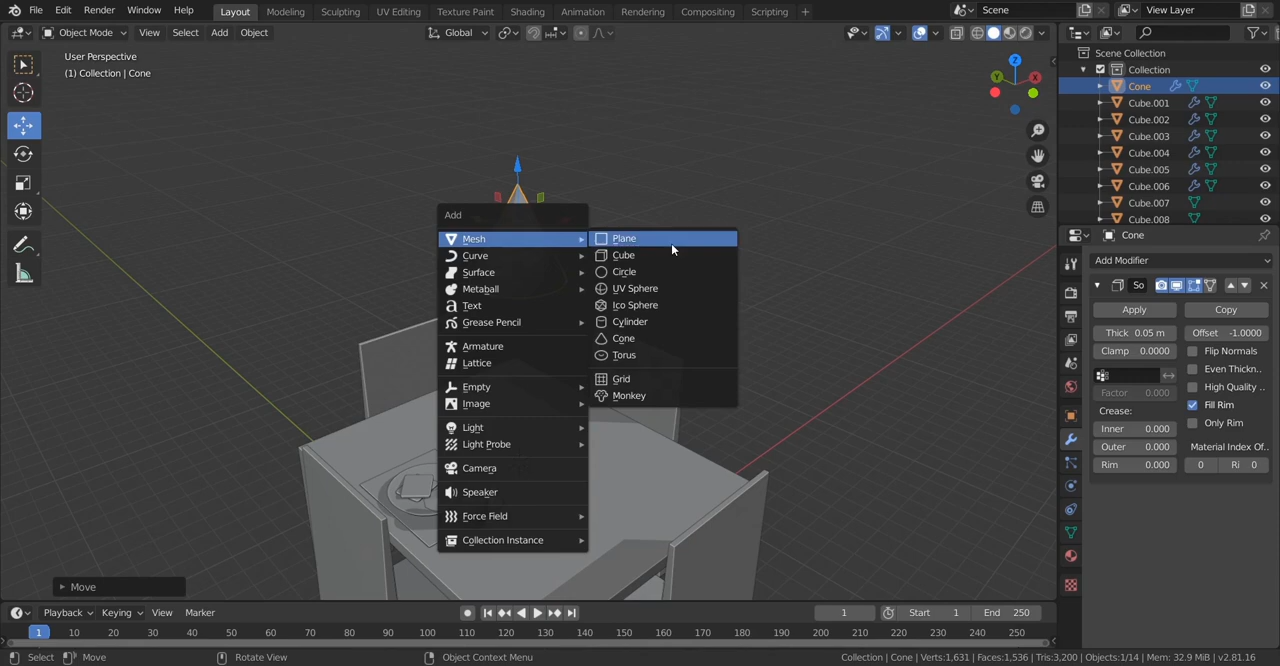 File Edit Render Window Help Layout Modeling Sculpting UV Editing Texture Paint Shading Animation Rendering Compositing Scripting + Scene View Layer
Object Mode View Select Add Object Global
User Perspective
(1) Collection | Cone
Z
Y
X
Scene Collection
Collection
Cone
Cube.001
Cube.002
Cube.003
Cube.004
Cube.005
Cube.006
Cube.007
Cube.008
Add
Mesh
Curve
Surface
Metaball
Text
Grease Pencil
Armature
Lattice
Empty
Image
Light
Light Probe
Camera
Speaker
Force Field
Collection Instance
Plane
Cube
Circle
UV Sphere
Ico Sphere
Cylinder
Cone
Torus
Grid
Monkey
Cone
Add Modifier
So
Apply Copy
Thick 0.05 m Offset -1.0000
Clamp 0.0000 Flip Normals
Even Thickn..
High Quality ..
Factor 0.000
Fill Rim
Crease:
Only Rim
Inner 0.000
Outer 0.000 Material Index Of..
Rim 0.000 0 Ri 0
Move
Playback Keying View Marker 1 Start 1 End 250
1 10 20 30 40 50 60 70 80 90 100 110 120 130 140 150 160 170 180 190 200 210 220 230 240 250
Select Move Rotate View Object Context Menu Collection | Cone | Verts:1,631 | Faces:1,536 | Tris:3,200 | Objects:1/14 | Mem: 32.9 MiB | v2.81.16